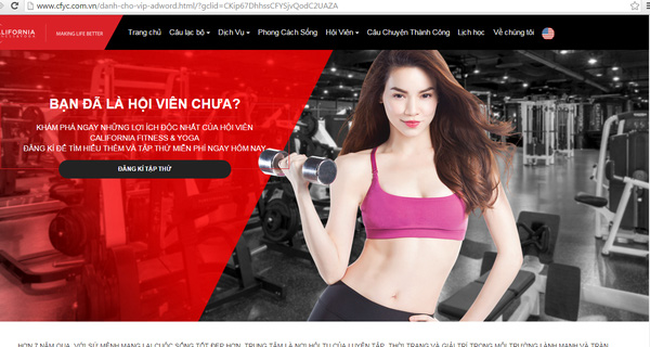 www.cfyc.com.vn/danh-cho-vip-adword.html/?gclid=CKip67DhhssCFYSjvQodC2UAZA
CALIFORNIA
MAKING LIFE BETTER
Trang chủ Câu lạc bộ Dịch Vụ Phong Cách Sống Hội Viên Câu Chuyện Thành Công Lịch học Về chúng tôi
BẠN ĐÃ LÀ HỘI VIÊN CHƯA?
KHÁM PHÁ NGAY NHỮNG LỢI ÍCH ĐỘC NHẤT CỦA HỘI VIÊN
CALIFORNIA FITNESS & YOGA
ĐĂNG KÍ ĐỂ TÌM HIỂU THÊM VÀ TẬP THỬ MIỄN PHÍ NGAY HÔM NAY
ĐĂNG KÍ TẬP THỬ
HƠN 7 NĂM QUA, VỚI SỨ MỆNH MANG LẠI CUỘC SỐNG TỐT ĐẸP HƠN, TRUNG TÂM LÀ NƠI HỘI TỤ CỦA LUYỆN TẬP, THỜI TRANG VÀ GIẢI TRÍ TRONG MÔI TRƯỜNG LÀNH MẠNH VÀ TRÀN